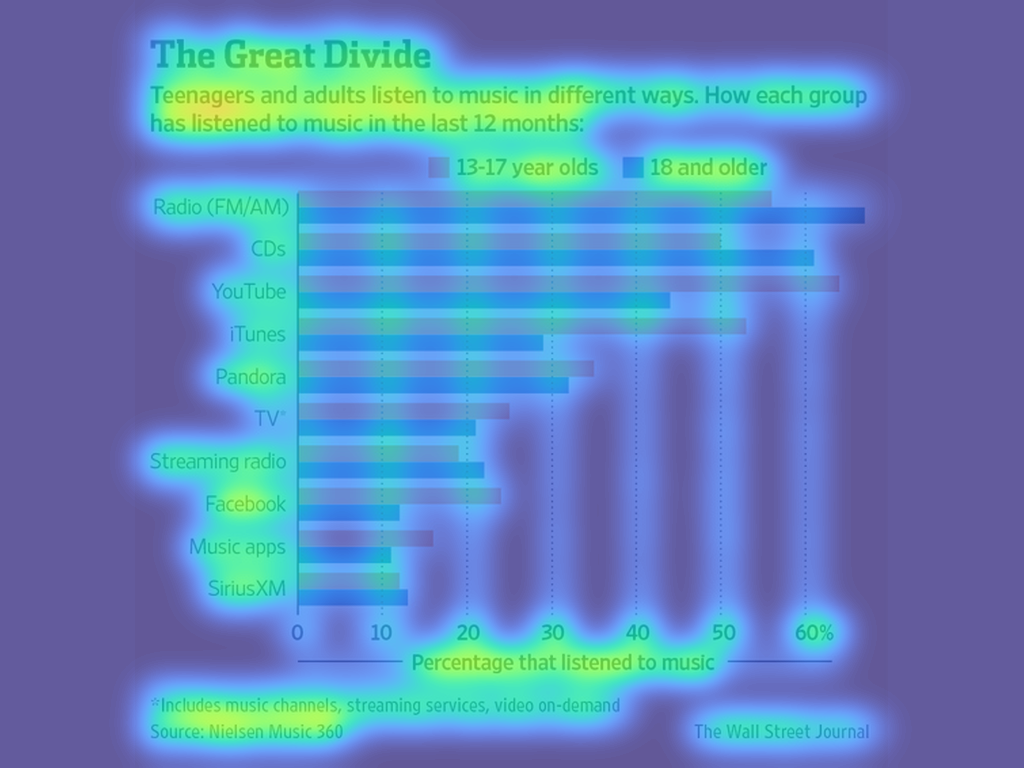 The Great Divide
Teenagers and adults listen to music in different ways. How each group
has listened to music in the last 12 months:
13-17 year olds 18 and older
Radio (FM/AM)
CDs
YouTube
iTunes
Pandora
TV*
Streaming radio
Facebook
Music apps
SiriusXM
0 10 20 30 40 50 60%
Percentage that listened to music
*Includes music channels, streaming services, video on-demand
Source: Nielsen Music 360 The Wall Street Journal